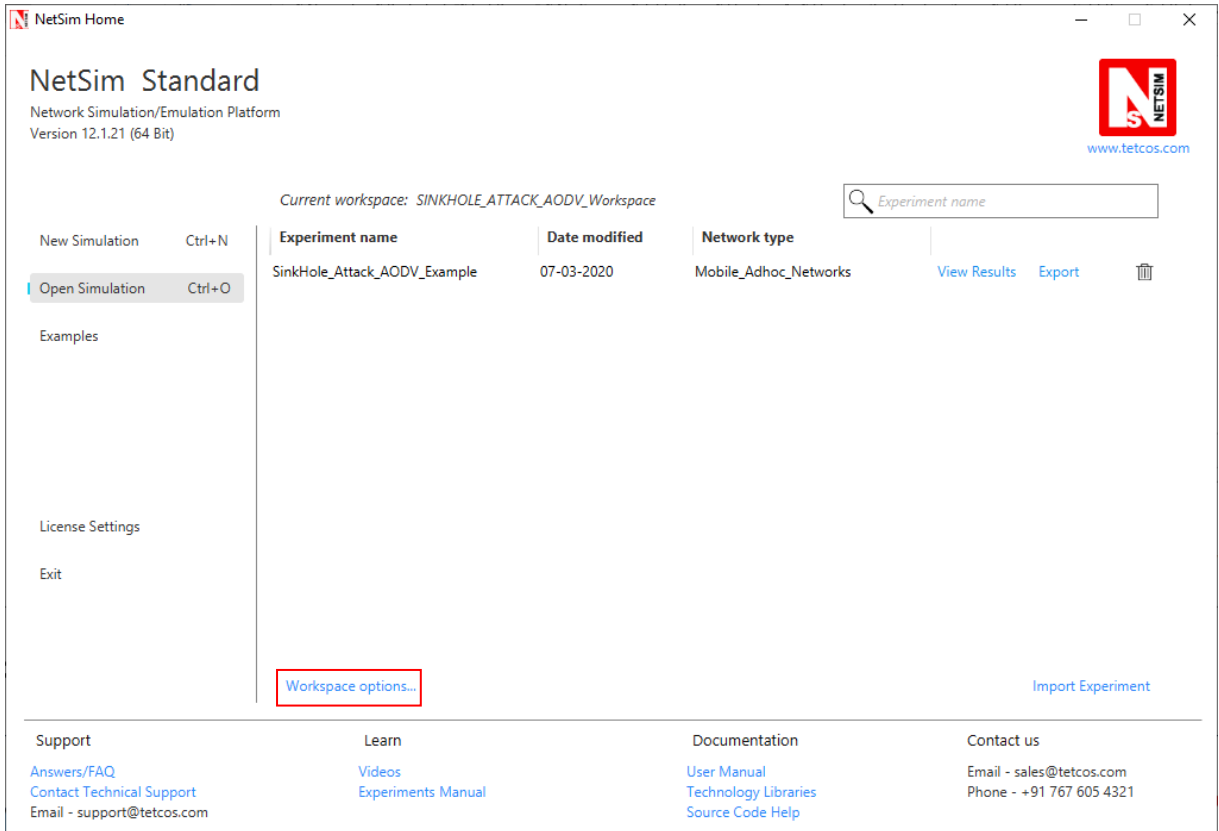 NetSim Home
NetSim Standard
Network Simulation/Emulation Platform
Version 12.1.21 (64 Bit)
NS NETSIM
www.tetcos.com
Current workspace: SINKHOLE_ATTACK_AODV_Workspace
Experiment name
New Simulation Ctrl+N
Open Simulation Ctrl+O
Examples
License Settings
Exit
Experiment name Date modified Network type
SinkHole_Attack_AODV_Example 07-03-2020 Mobile_Adhoc_Networks View Results Export
Workspace options...
Import Experiment
Support
Answers/FAQ
Contact Technical Support
Email - support@tetcos.com
Learn
Videos
Experiments Manual
Documentation
User Manual
Technology Libraries
Source Code Help
Contact us
Email - sales@tetcos.com
Phone - +91 767 605 4321